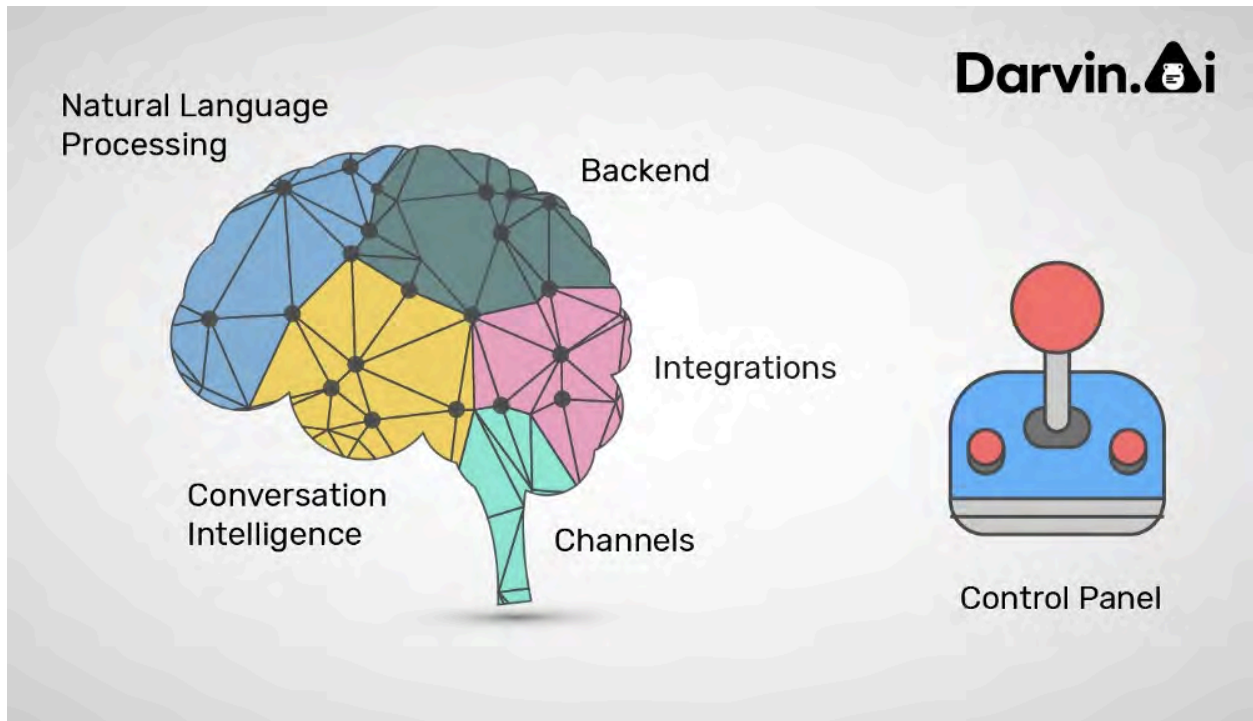 Darvin.Ai
Natural Language
Processing
Backend
Integrations
Conversation
Intelligence
Channels
Control Panel